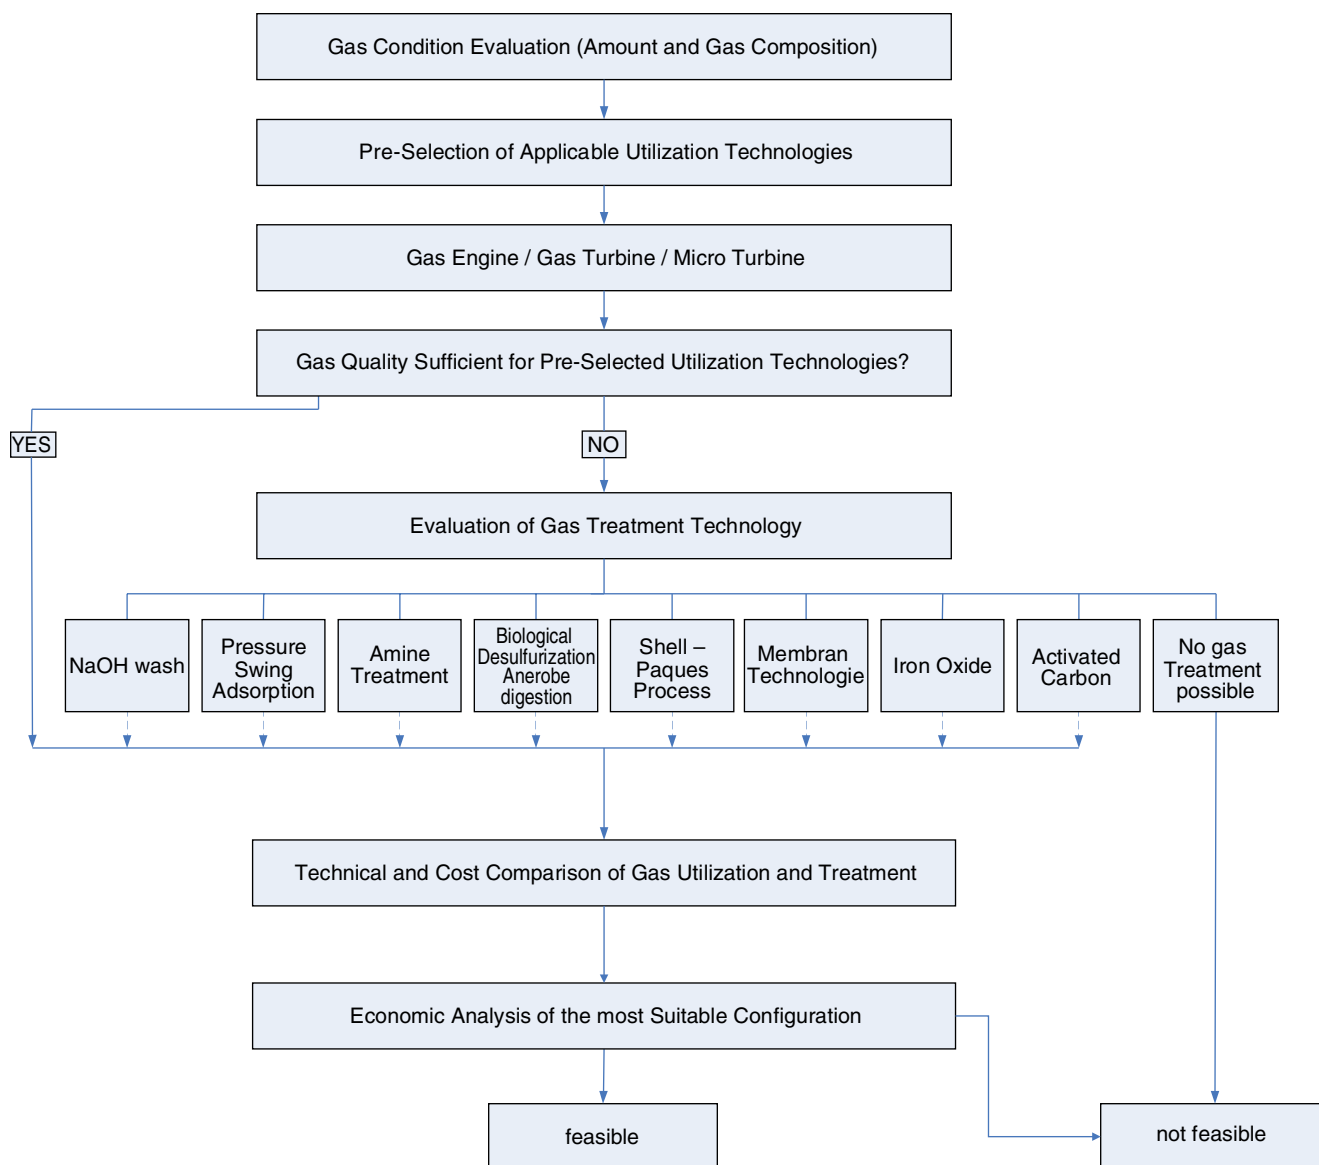 Gas Condition Evaluation (Amount and Gas Composition)
Pre-Selection of Applicable Utilization Technologies
Gas Engine / Gas Turbine / Micro Turbine
Gas Quality Sufficient for Pre-Selected Utilization Technologies?
YES
NO
Evaluation of Gas Treatment Technology
NaOH wash
Pressure
Swing
Adsorption
Amine
Treatment
Biological
Desulfurization
Anerobe
digestion
Shell –
Paques
Process
Membran
Technologie
Iron Oxide
Activated
Carbon
No gas
Treatment
possible
Technical and Cost Comparison of Gas Utilization and Treatment
Economic Analysis of the most Suitable Configuration
feasible
not feasible